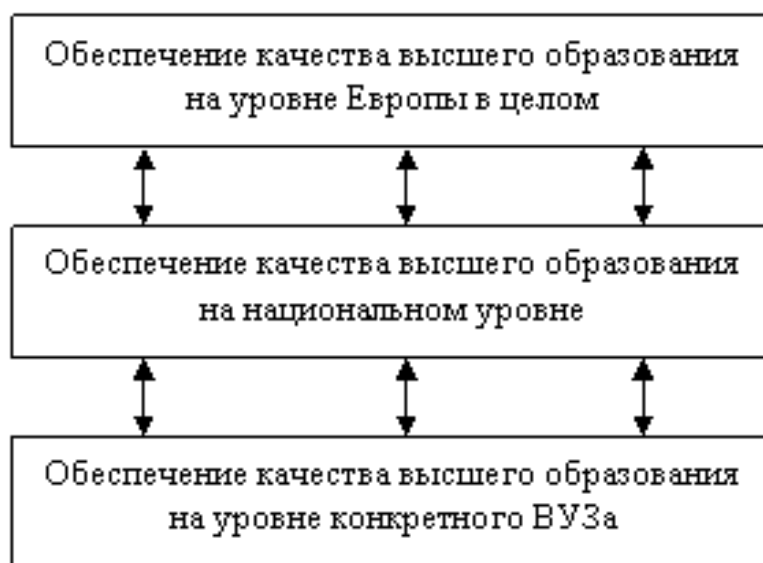 Обеспечение качества высшего образования
на уровне Европы в целом
Обеспечение качества высшего образования
на национальном уровне
Обеспечение качества высшего образования
на уровне конкретного ВУЗа